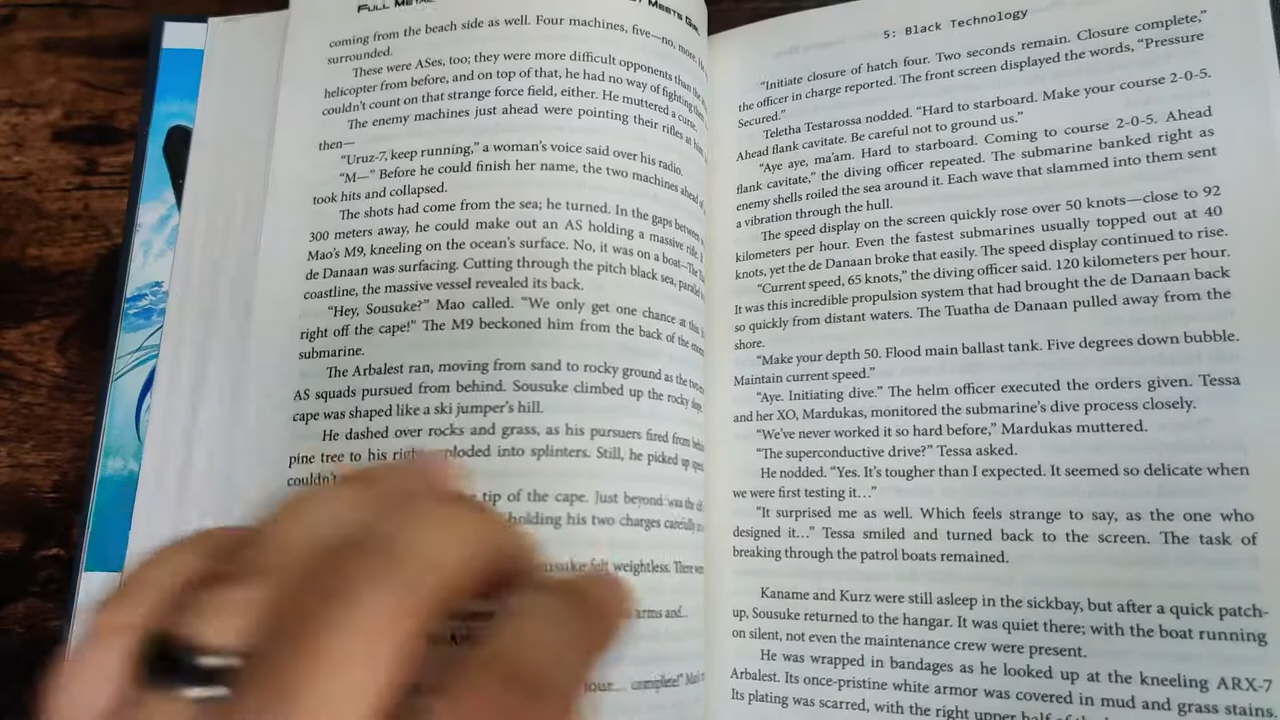 FULL META
MEETS GIRL
coming from the beach side as well. Four machines, five—no, more. He
surrounded.
These were ASes, too; they were more difficult opponents than the
helicopter from before, and on top of that, he had no way of fighting them
couldn't count on that strange force field, either. He muttered a curse.
The enemy machines just ahead were pointing their rifles at him,
then—
“Uruz-7, keep running,” a woman's voice said over his radio.
“M—” Before he could finish her name, the two machines ahead of
took hits and collapsed.
The shots had come from the sea; he turned. In the gaps between
300 meters away, he could make out an AS holding a massive rifle.
Mao's M9, kneeling on the ocean's surface. No, it was on a boat—The
de Danaan was surfacing. Cutting through the pitch black sea, parallel
coastline, the massive vessel revealed its back.
“Hey, Sousuke?” Mao called. “We only get one chance at this
right off the cape!” The M9 beckoned him from the back of the
submarine.
The Arbalest ran, moving from sand to rocky ground as the
AS squads pursued from behind. Sousuke climbed up the rocky slope.
cape was shaped like a ski jumper's hill.
He dashed over rocks and grass, as his pursuers fired from
pine tree to his right exploded into splinters. Still, he picked up
couldn't
tip of the cape. Just beyond was the
holding his two charges carefully
Sousuke felt weightless. There
arms and...
complete!”
5: Black Technology
“Initiate closure of hatch four. Two seconds remain. Closure complete,”
the officer in charge reported. The front screen displayed the words, “Pressure
Secured.”
Teletha Testarossa nodded. “Hard to starboard. Make your course 2-0-5.
Ahead flank cavitate. Be careful not to ground us.”
“Aye aye, ma'am. Hard to starboard. Coming to course 2-0-5. Ahead
flank cavitate,” the diving officer repeated. The submarine banked right as
enemy shells roiled the sea around it. Each wave that slammed into them sent
a vibration through the hull.
The speed display on the screen quickly rose over 50 knots—close to 92
kilometers per hour. Even the fastest submarines usually topped out at 40
knots, yet the de Danaan broke that easily. The speed display continued to rise.
“Current speed, 65 knots,” the diving officer said. 120 kilometers per hour.
It was this incredible propulsion system that had brought the de Danaan back
so quickly from distant waters. The Tuatha de Danaan pulled away from the
shore.
“Make your depth 50. Flood main ballast tank. Five degrees down bubble.
Maintain current speed.”
“Aye. Initiating dive.” The helm officer executed the orders given. Tessa
and her XO, Mardukas, monitored the submarine's dive process closely.
“We've never worked it so hard before,” Mardukas muttered.
“The superconductive drive?” Tessa asked.
He nodded. “Yes. It's tougher than I expected. It seemed so delicate when
we were first testing it…”
“It surprised me as well. Which feels strange to say, as the one who
designed it…” Tessa smiled and turned back to the screen. The task of
breaking through the patrol boats remained.
Kaname and Kurz were still asleep in the sickbay, but after a quick patch-
up, Sousuke returned to the hangar. It was quiet there; with the boat running
on silent, not even the maintenance crew were present.
He was wrapped in bandages as he looked up at the kneeling ARX-7
Arbalest. Its once-pristine white armor was covered in mud and grass stains.
Its plating was scarred, with the right upper half of